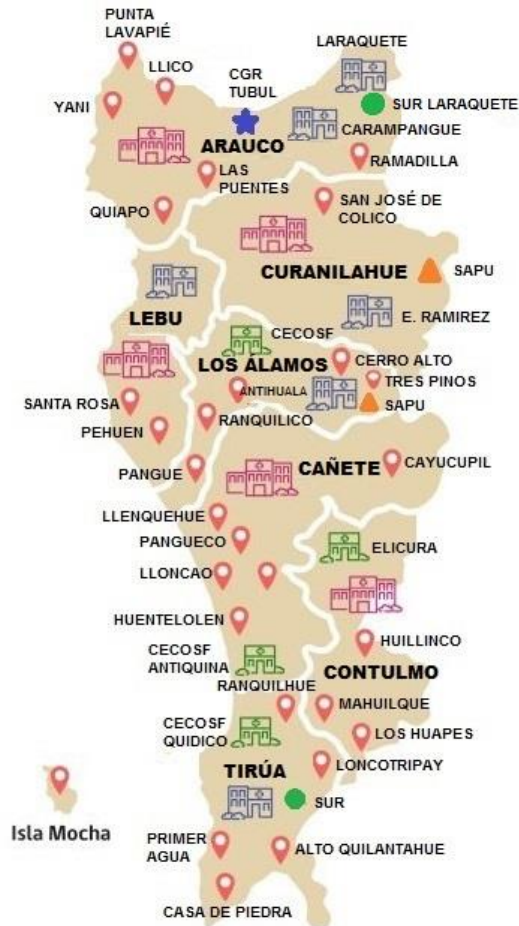 PUNTA
LAVAPIÉ
LLICO
YANI
CGR
TUBUL
LARAQUETE
SUR LARAQUETE
CARAMPANGUE
ARAUCO
RAMADILLA
LAS
PUENTES
QUIAPO
SAN JOSÉ DE
COLICO
CURANILAHUE
SAPU
LEBU
E. RAMIREZ
CECOSF
LOS ÁLAMOS
CERRO ALTO
TRES PINOS
ANTIHUALA
SAPU
SANTA ROSA
RANQUILICO
PEHUEN
PANGUE
CAÑETE
CAYUCUPIL
LLENQUEHUE
PANGUECO
ELICURA
LLONCAO
HUENTELOLEN
HUILLINCO
CECOSF
ANTIQUINA
CONTULMO
RANQUILHUE
MAHUILQUE
CECOSF
QUIDICO
LOS HUAPES
LONCOTRIPAY
TIRÚA
SUR
Isla Mocha
PRIMER
AGUA
ALTO QUILANTAHUE
CASA DE PIEDRA